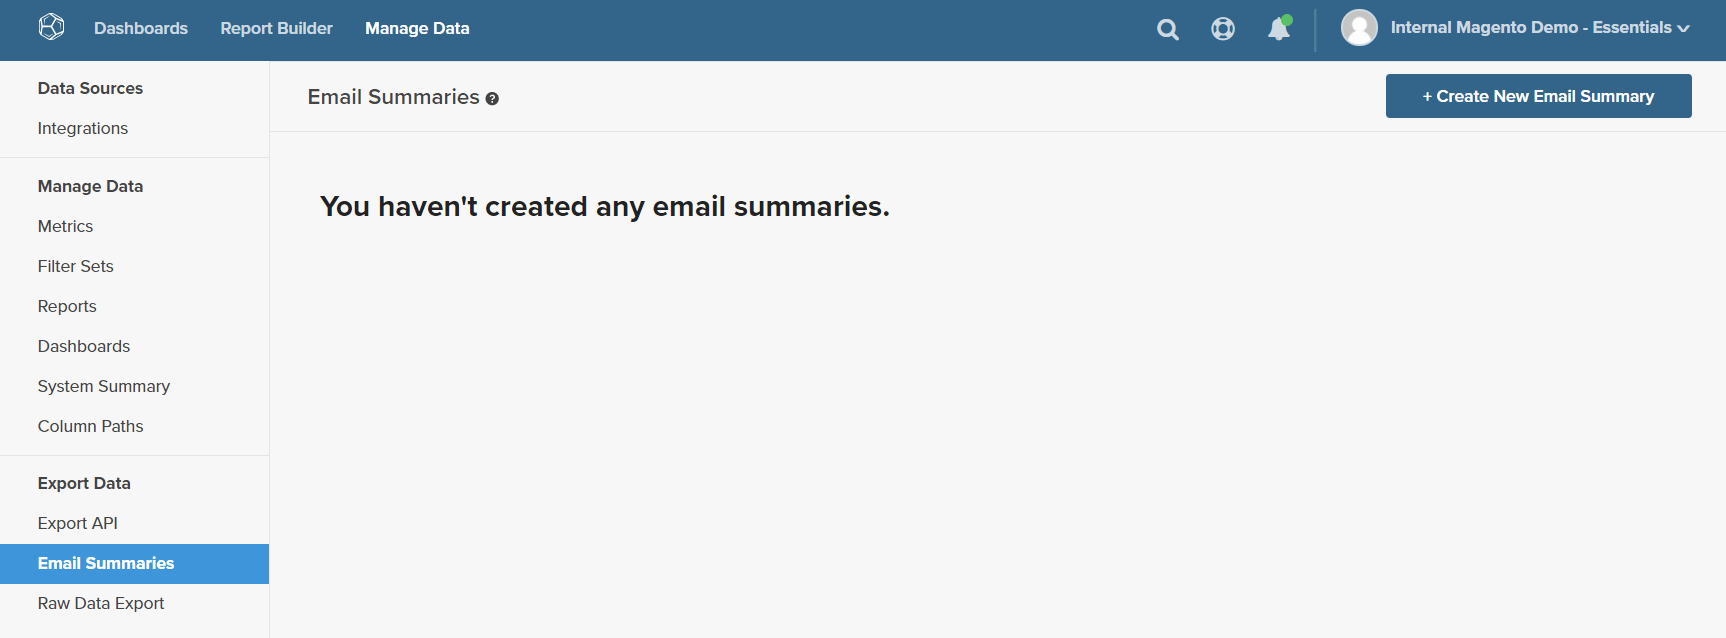 Dashboards Report Builder Manage Data Internal Magento Demo - Essentials
Data Sources
Integrations
Manage Data
Metrics
Filter Sets
Reports
Dashboards
System Summary
Column Paths
Export Data
Export API
Email Summaries
Raw Data Export
Email Summaries ?
+ Create New Email Summary
You haven't created any email summaries.